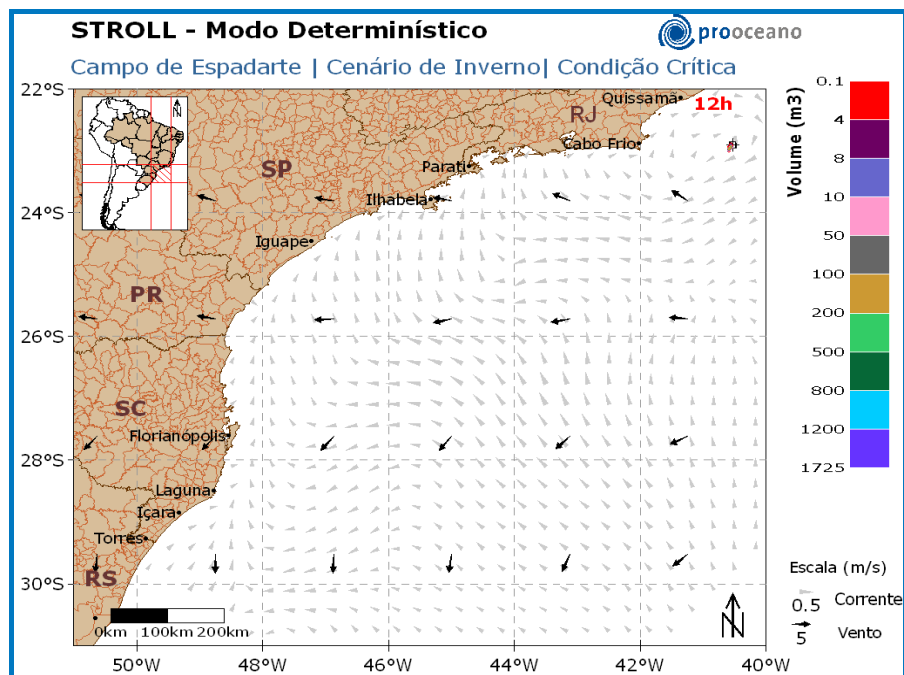 STROLL - Modo Determinístico
prooceano
Campo de Espadarte | Cenário de Inverno| Condição Crítica
22°S
24°S
26°S
28°S
30°S
N
Quissamã
12h
RJ
Cabo Frio
Parati
SP
Ilhabela
Iguape
PR
SC
Florianópolis
Laguna
Içara
Torres
RS
0km 100km 200km
N
50°W 48°W 46°W 44°W 42°W 40°W
Volume (m3)
0.1
4
8
10
50
100
200
500
800
1200
1725
Escala (m/s)
0.5 Corrente
5 Vento